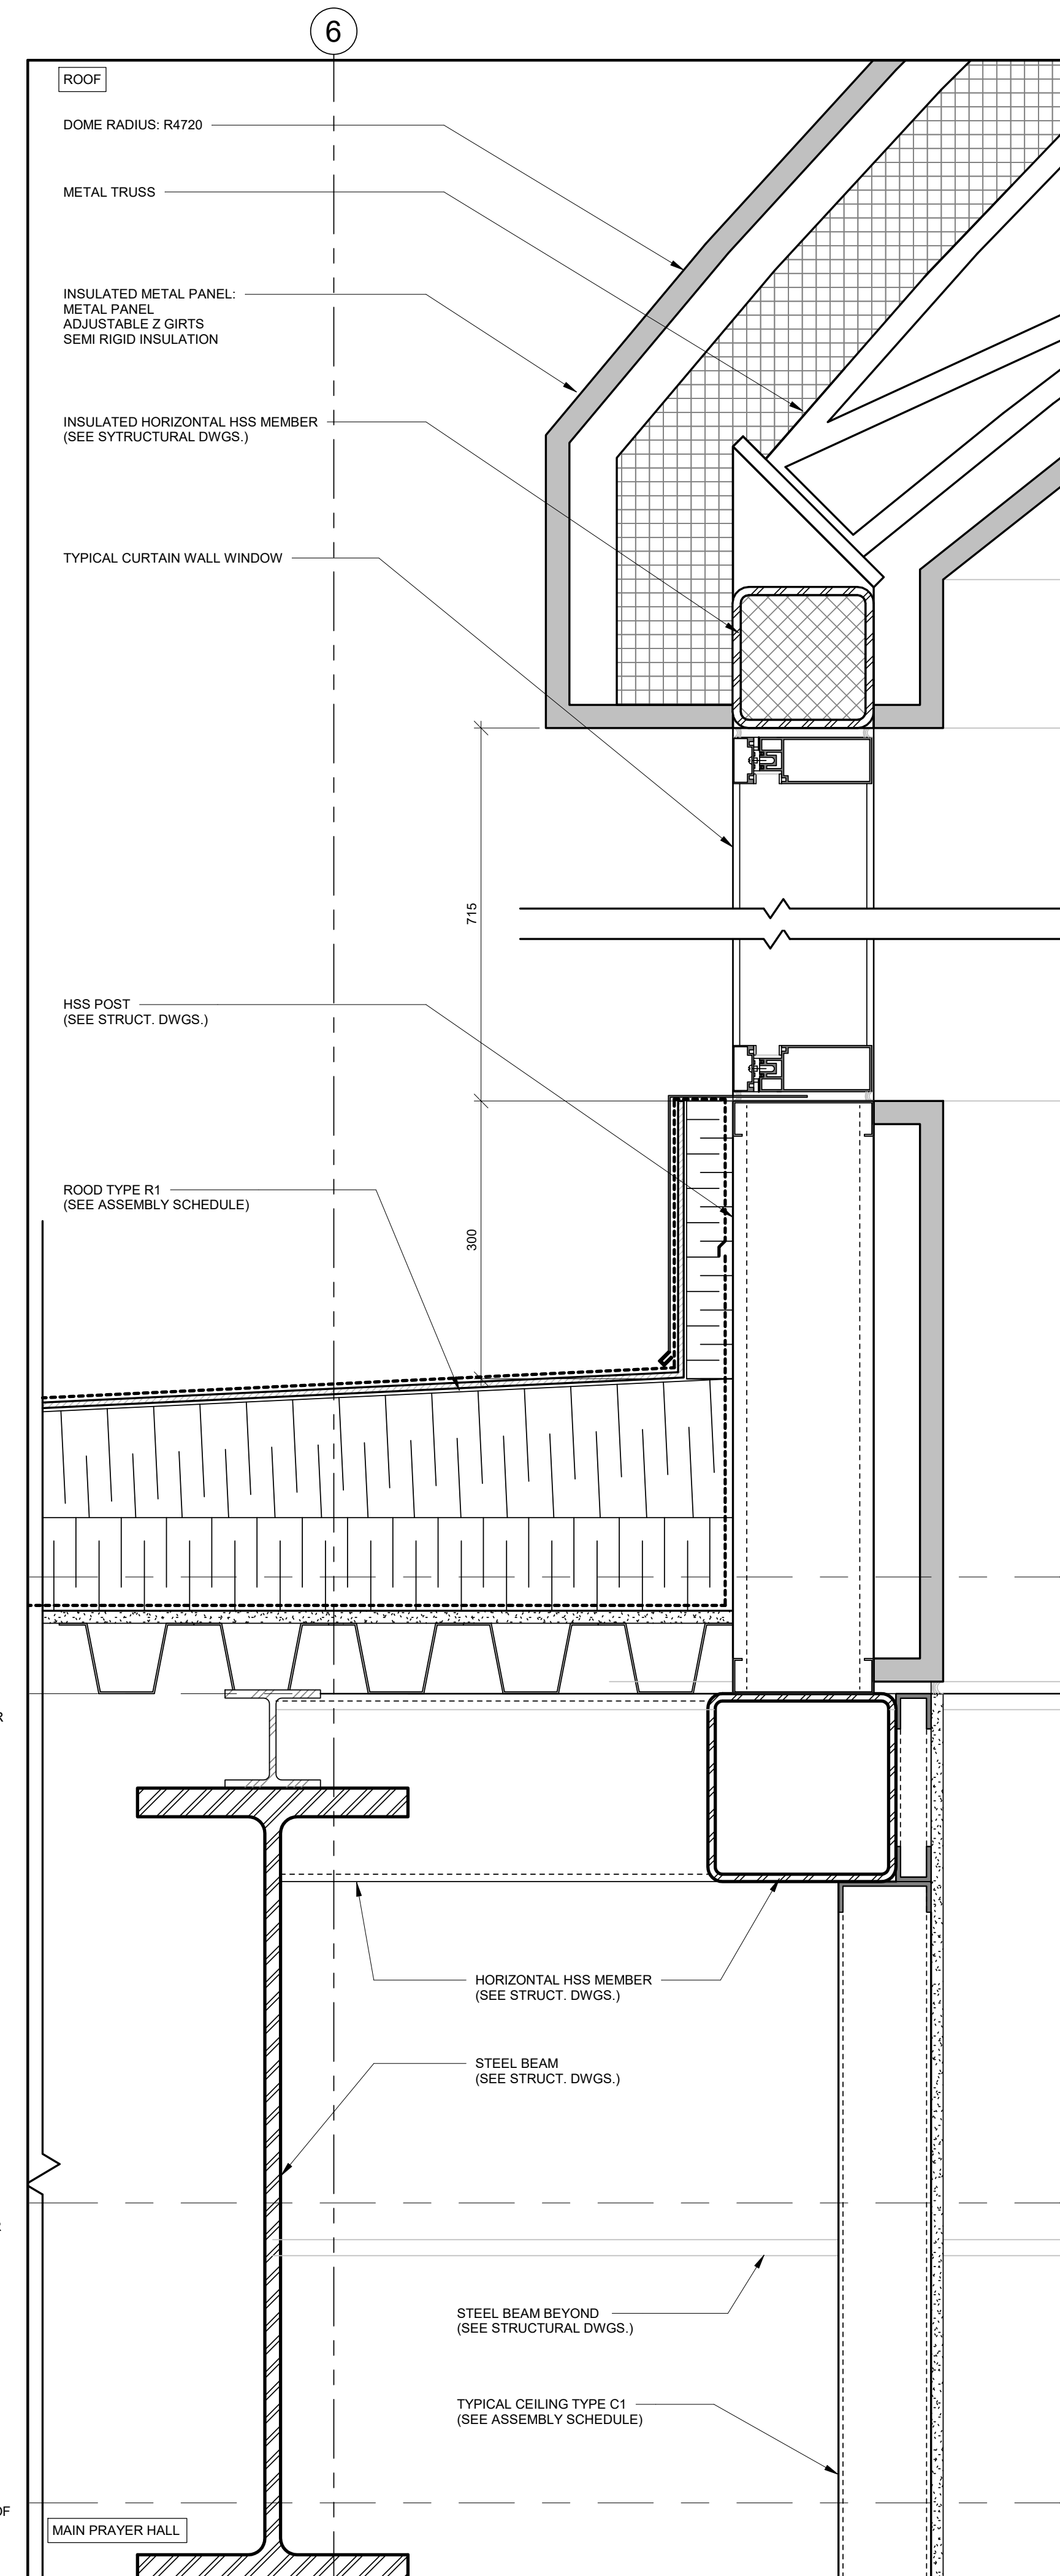 6
ROOF
DOME RADIUS: R4720
METAL TRUSS
INSULATED METAL PANEL:
METAL PANEL
ADJUSTABLE Z GIRTS
SEMI RIGID INSULATION
INSULATED HORIZONTAL HSS MEMBER
(SEE SYTRUCTURAL DWGS.)
TYPICAL CURTAIN WALL WINDOW
715
HSS POST
(SEE STRUCT. DWGS.)
ROOD TYPE R1
(SEE ASSEMBLY SCHEDULE)
300
R
HORIZONTAL HSS MEMBER
(SEE STRUCT. DWGS.)
STEEL BEAM
(SEE STRUCT. DWGS.)
STEEL BEAM BEYOND
(SEE STRUCTURAL DWGS.)
TYPICAL CEILING TYPE C1
(SEE ASSEMBLY SCHEDULE)
OF
MAIN PRAYER HALL